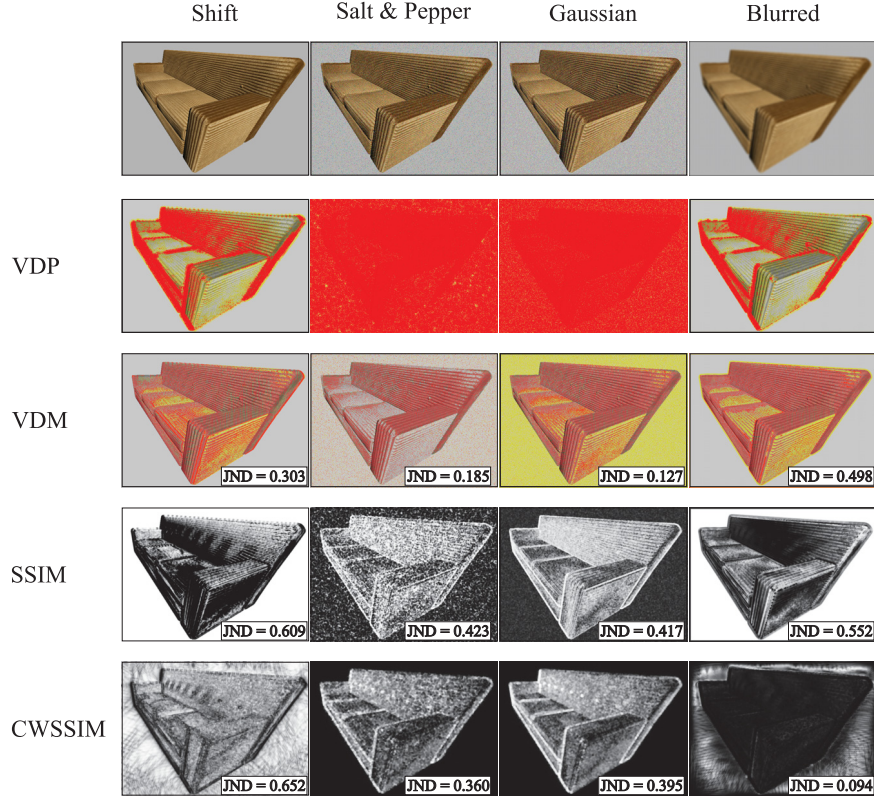 Shift Salt & Pepper Gaussian Blurred
VDP
VDM
JND = 0.303 JND = 0.185 JND = 0.127 JND = 0.498
SSIM
JND = 0.609 JND = 0.423 JND = 0.417 JND = 0.552
CWSSIM
JND = 0.652 JND = 0.360 JND = 0.395 JND = 0.094